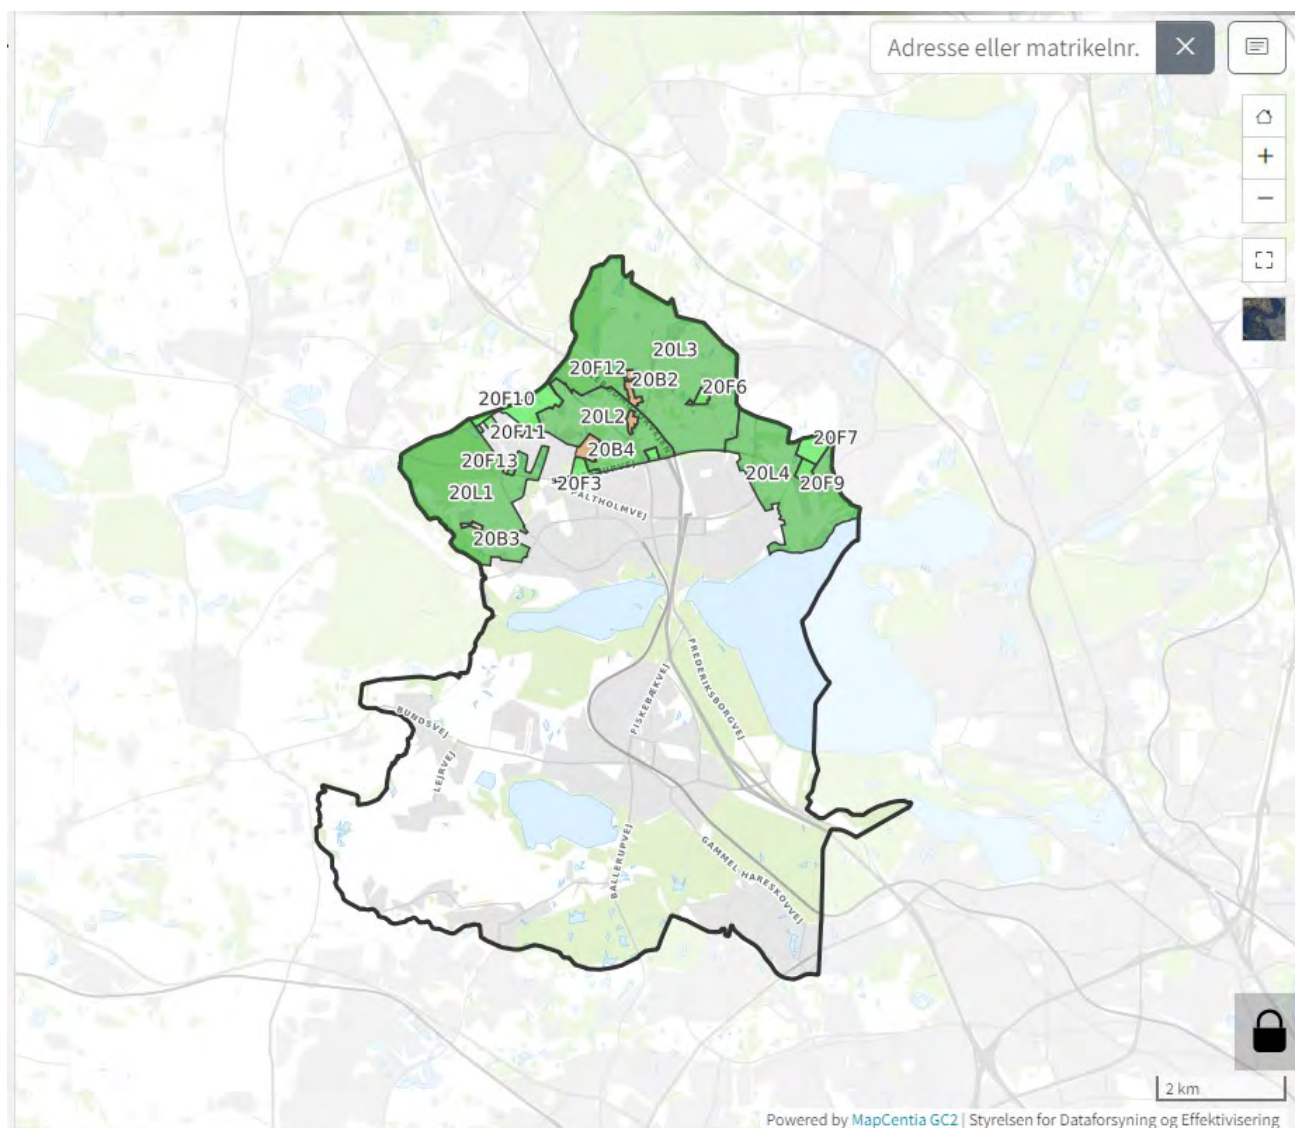 Adresse eller matrikelnr.
20L3
20F12
20B2
20F6
20F10
20L2
20F11
20F7
20B4
20F13
20L4
20F9
20F3
20L1
PALTHOLMVEJ
20B3
FREDERIKSBORGVEJ
FISKEBÆKVEJ
BUNDSVEJ
LEJRVEJ
BALLERUPVEJ
GAMMEL HARESKOVVEJ
2 km
Powered by MapCentia GC2 | Styrelsen for Dataforsyning og Effektivisering